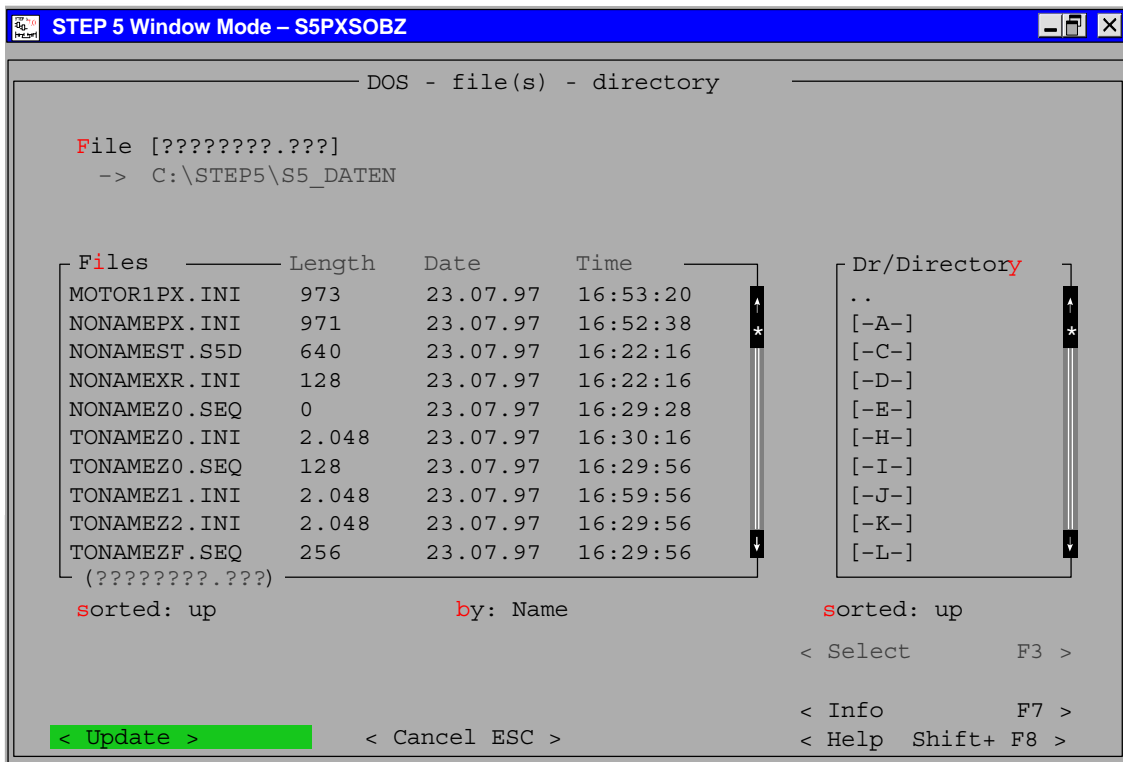 STEP 5 Window Mode – S5PXSOBZ
DOS - file(s) - directory
File [????????.???]
–> C:\STEP5\S5_DATEN
Files Length Date Time Dr/Directory
MOTOR1PX.INI 973 23.07.97 16:53:20 ..
NONAMEPX.INI 971 23.07.97 16:52:38 [–A–]
NONAMEST.S5D 640 23.07.97 16:22:16 [–C–]
NONAMEXR.INI 128 23.07.97 16:22:16 [–D–]
NONAMEZ0.SEQ 0 23.07.97 16:29:28 [–E–]
TONAMEZ0.INI 2.048 23.07.97 16:30:16 [–H–]
TONAMEZ0.SEQ 128 23.07.97 16:29:56 [–I–]
TONAMEZ1.INI 2.048 23.07.97 16:59:56 [–J–]
TONAMEZ2.INI 2.048 23.07.97 16:29:56 [–K–]
TONAMEZF.SEQ 256 23.07.97 16:29:56 [–L–]
(????????.???)
sorted: up by: Name sorted: up
< Select F3 >
< Info F7 >
< Update > < Cancel ESC > < Help Shift+ F8 >